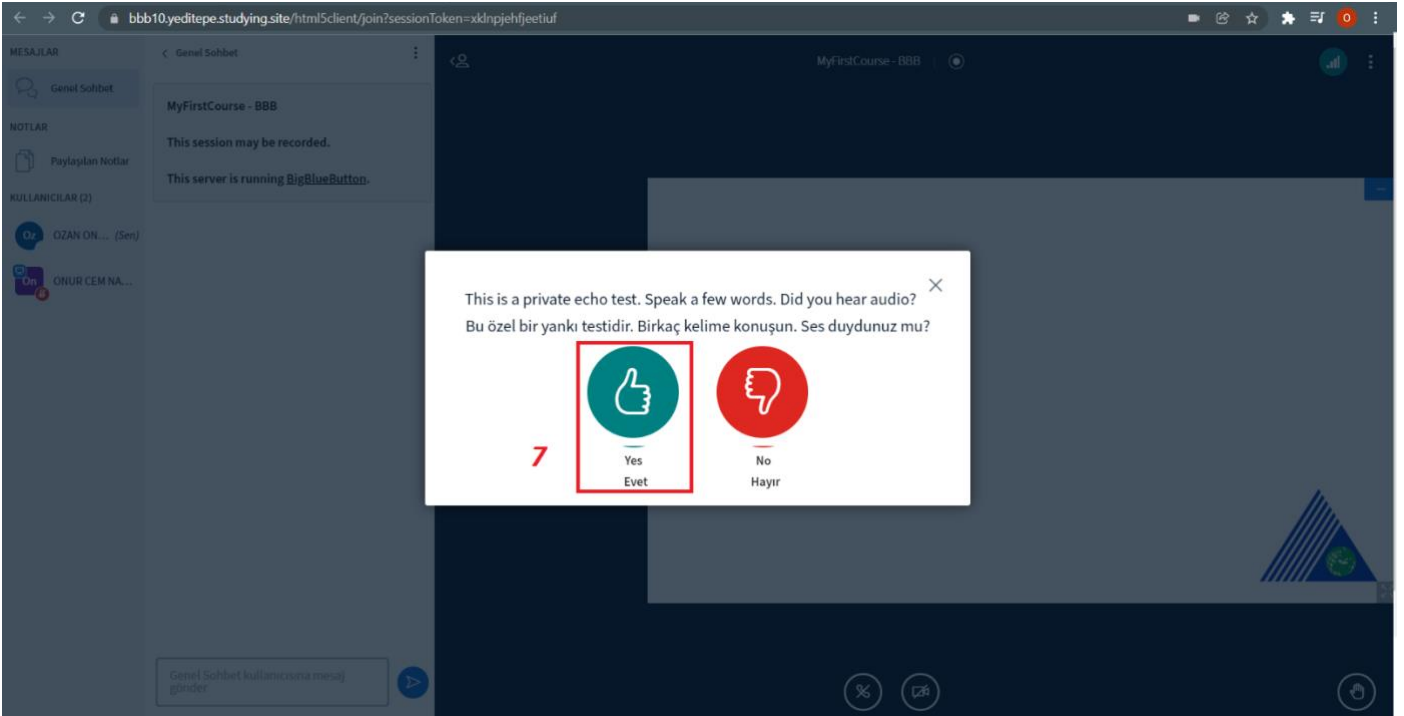 bbb10.yeditepe.studying.site/html5client/join?sessionToken=xklnpjehfjeetiuf
O
MESAJLAR
Genel Sohbet
NOTLAR
Paylaşılan Notlar
KULLANICILAR (2)
Oz OZAN ON... (Sen)
On ONUR CEM NA...
Genel Sohbet
MyFirstCourse - BBB
This session may be recorded.
This server is running BigBlueButton.
Genel Sohbet kullanıcısına mesaj
gönder
MyFirstCourse - BBB
This is a private echo test. Speak a few words. Did you hear audio?
Bu özel bir yankı testidir. Birkaç kelime konuşun. Ses duydunuz mu?
7
Yes
Evet
No
Hayır